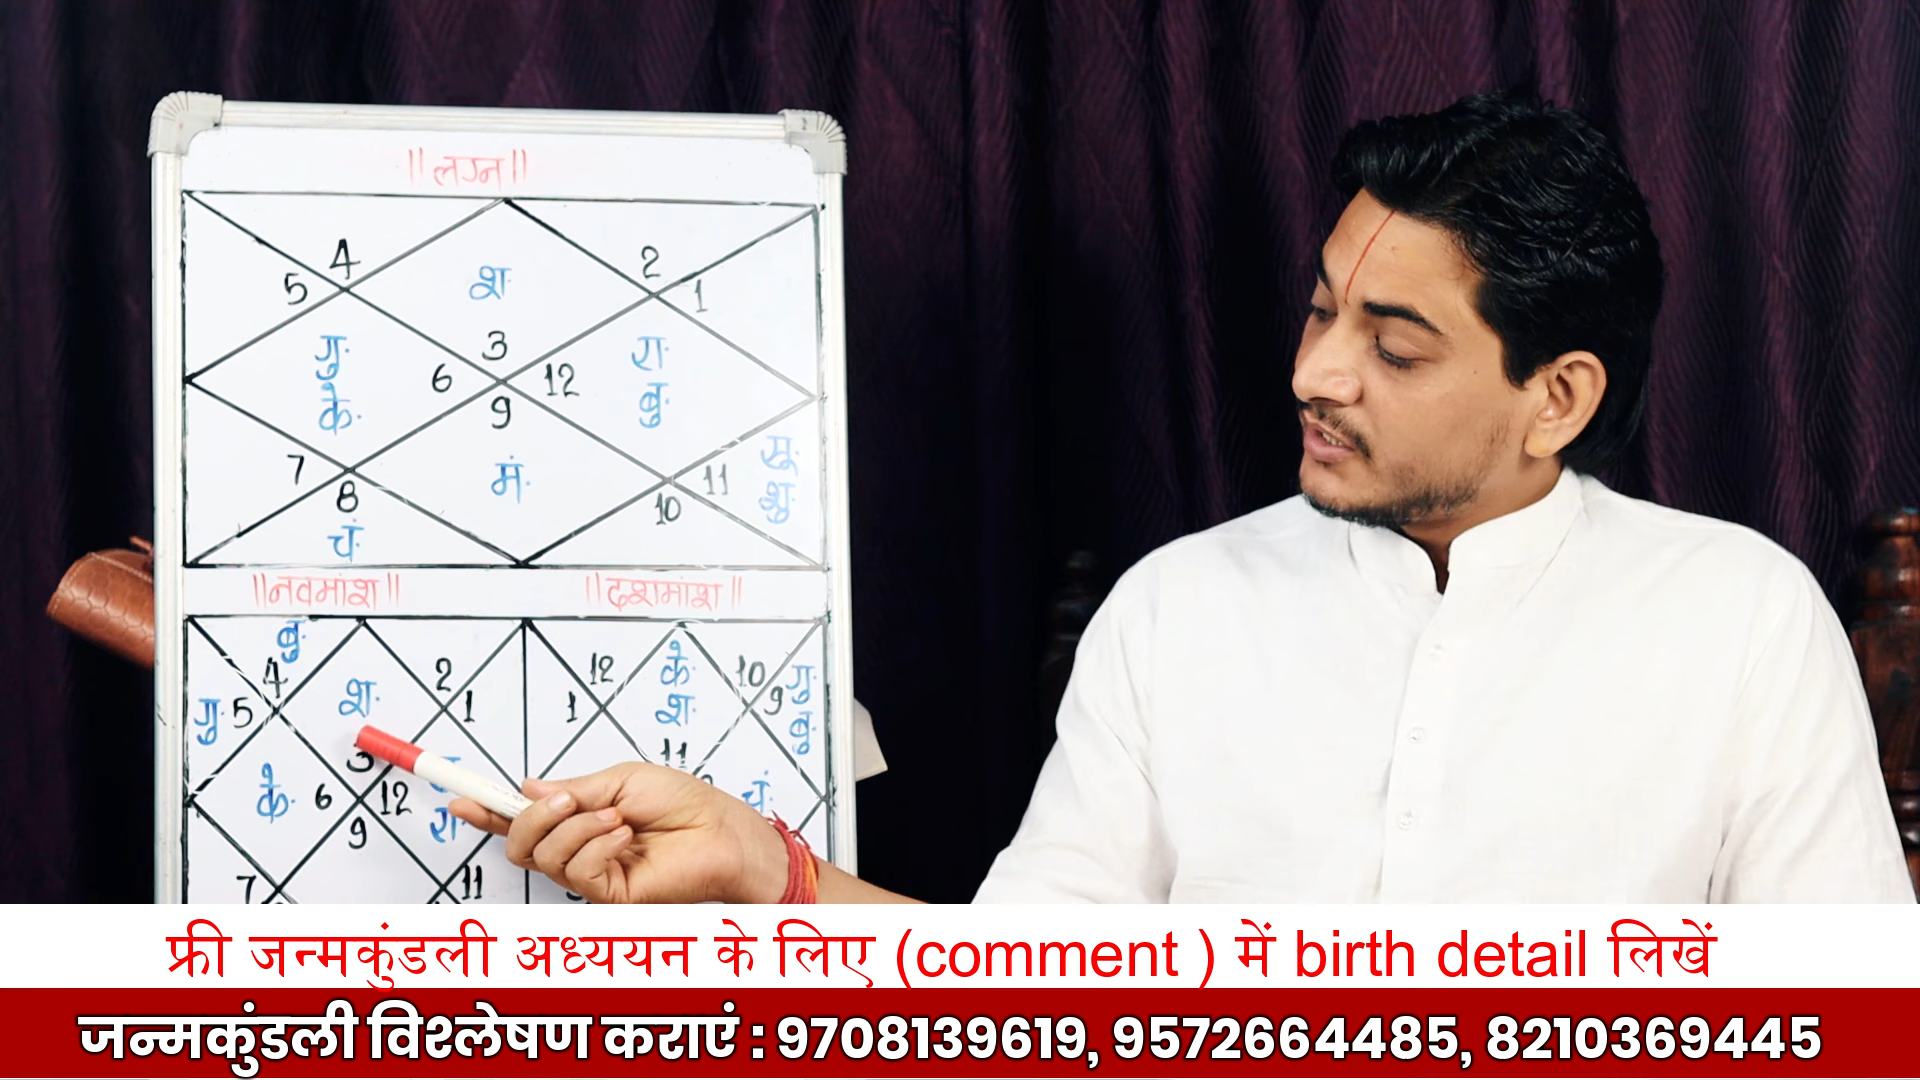 ॥लग्न॥
4
2
5
श.
1
गु.
3
रा.
के.
6
12
बु.
9
सू.
7
मं.
11
शु.
8
10
चं.
॥नवमांश॥
॥दशमांश॥
बु.
4
2
गु. 5
श.
1
3
के. 6
12
रा.
9
7
11
12
के.
10
गु.
1
श.
9
बु.
11
चं.
फ्री जन्मकुंडली अध्ययन के लिए (comment ) में birth detail लिखें
जन्मकुंडली विश्लेषण कराएं : 9708139619, 9572664485, 8210369445